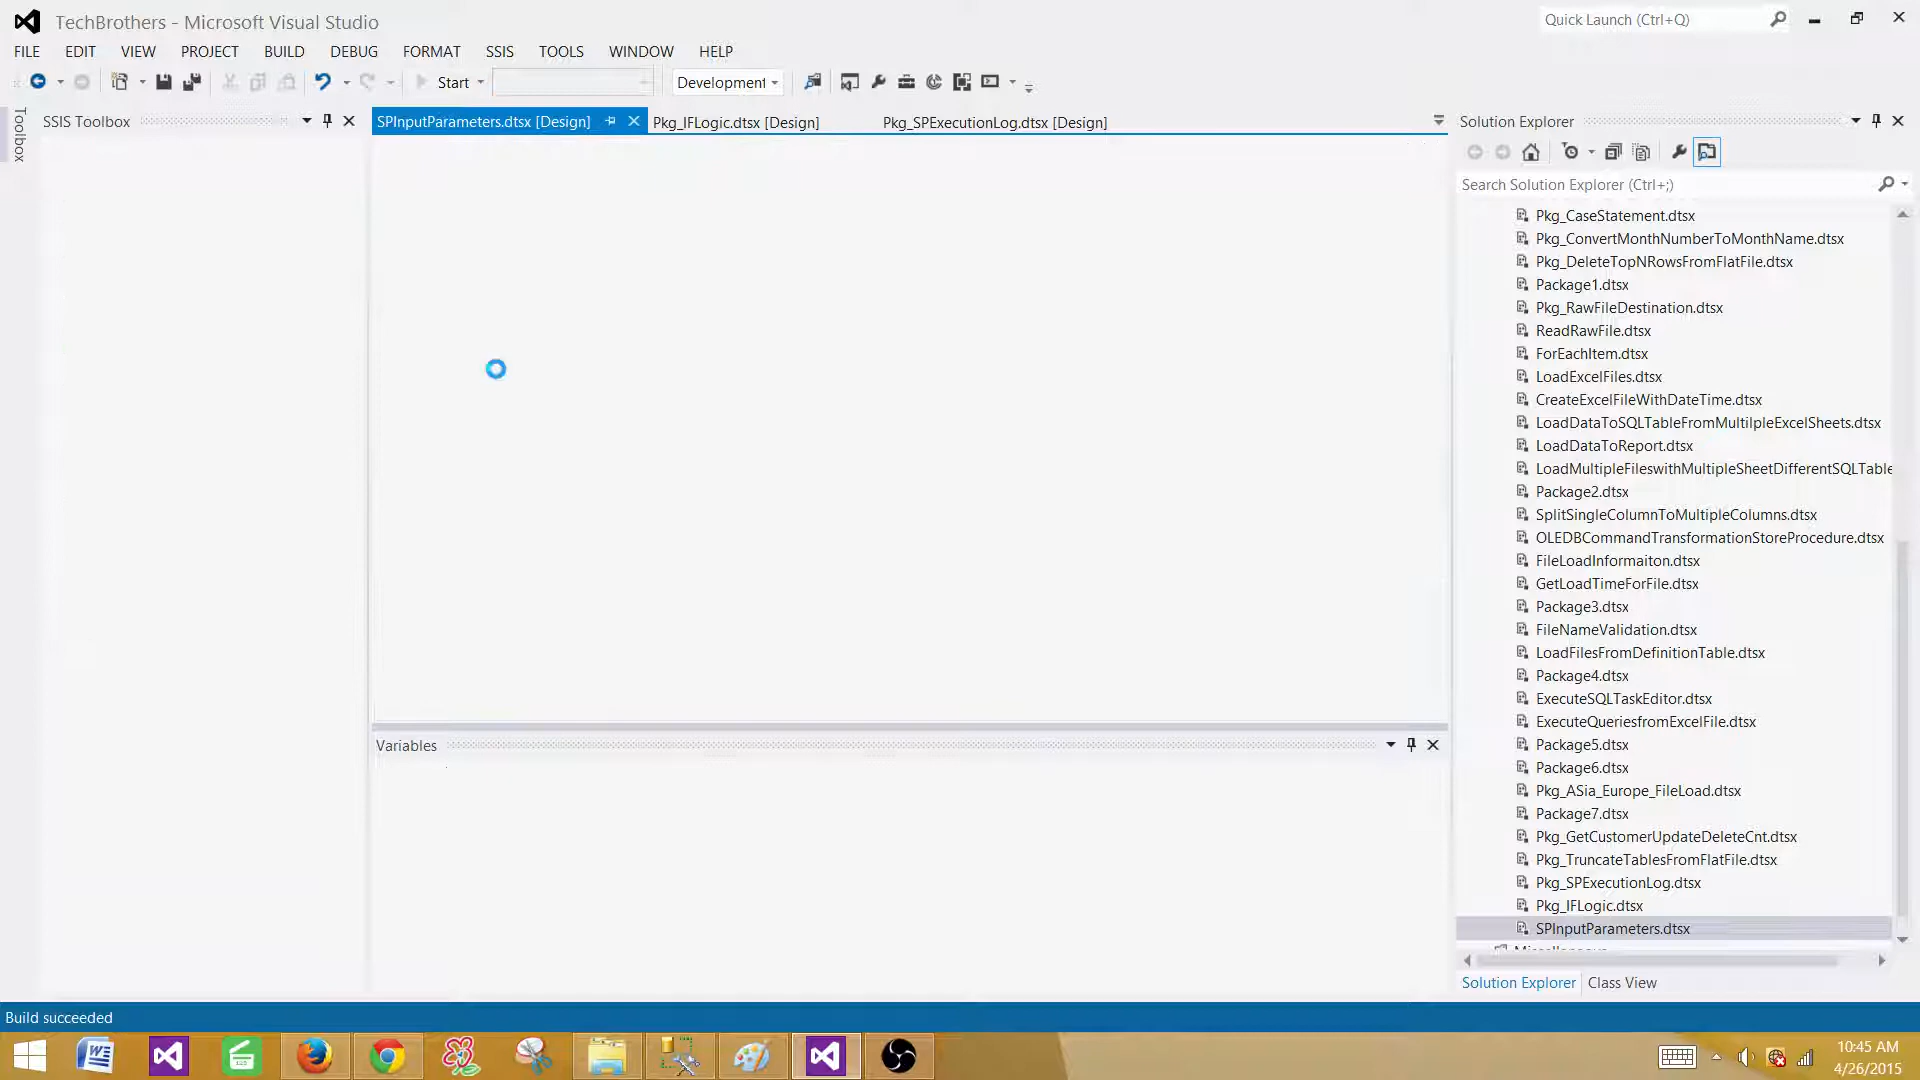 TechBrothers - Microsoft Visual Studio
Quick Launch (Ctrl+Q)
FILE EDIT VIEW PROJECT BUILD DEBUG FORMAT SSIS TOOLS WINDOW HELP
Start Development
Toolbox
SSIS Toolbox
SPInputParameters.dtsx [Design] Pkg_IFLogic.dtsx [Design] Pkg_SPExecutionLog.dtsx [Design]
Solution Explorer
Search Solution Explorer (Ctrl+;)
Pkg_CaseStatement.dtsx
Pkg_ConvertMonthNumberToMonthName.dtsx
Pkg_DeleteTopNRowsFromFlatFile.dtsx
Package1.dtsx
Pkg_RawFileDestination.dtsx
ReadRawFile.dtsx
ForEachItem.dtsx
LoadExcelFiles.dtsx
CreateExcelFileWithDateTime.dtsx
LoadDataToSQLTableFromMultilpleExcelSheets.dtsx
LoadDataToReport.dtsx
LoadMultipleFileswithMultipleSheetDifferentSQLTable
Package2.dtsx
SplitSingleColumnToMultipleColumns.dtsx
OLEDBCommandTransformationStoreProcedure.dtsx
FileLoadInformaiton.dtsx
GetLoadTimeForFile.dtsx
Package3.dtsx
FileNameValidation.dtsx
LoadFilesFromDefinitionTable.dtsx
Package4.dtsx
ExecuteSQLTaskEditor.dtsx
ExecuteQueriesfromExcelFile.dtsx
Package5.dtsx
Package6.dtsx
Pkg_ASia_Europe_FileLoad.dtsx
Package7.dtsx
Pkg_GetCustomerUpdateDeleteCnt.dtsx
Pkg_TruncateTablesFromFlatFile.dtsx
Pkg_SPExecutionLog.dtsx
Pkg_IFLogic.dtsx
SPInputParameters.dtsx
Variables
Solution Explorer Class View
Build succeeded
10:45 AM
4/26/2015